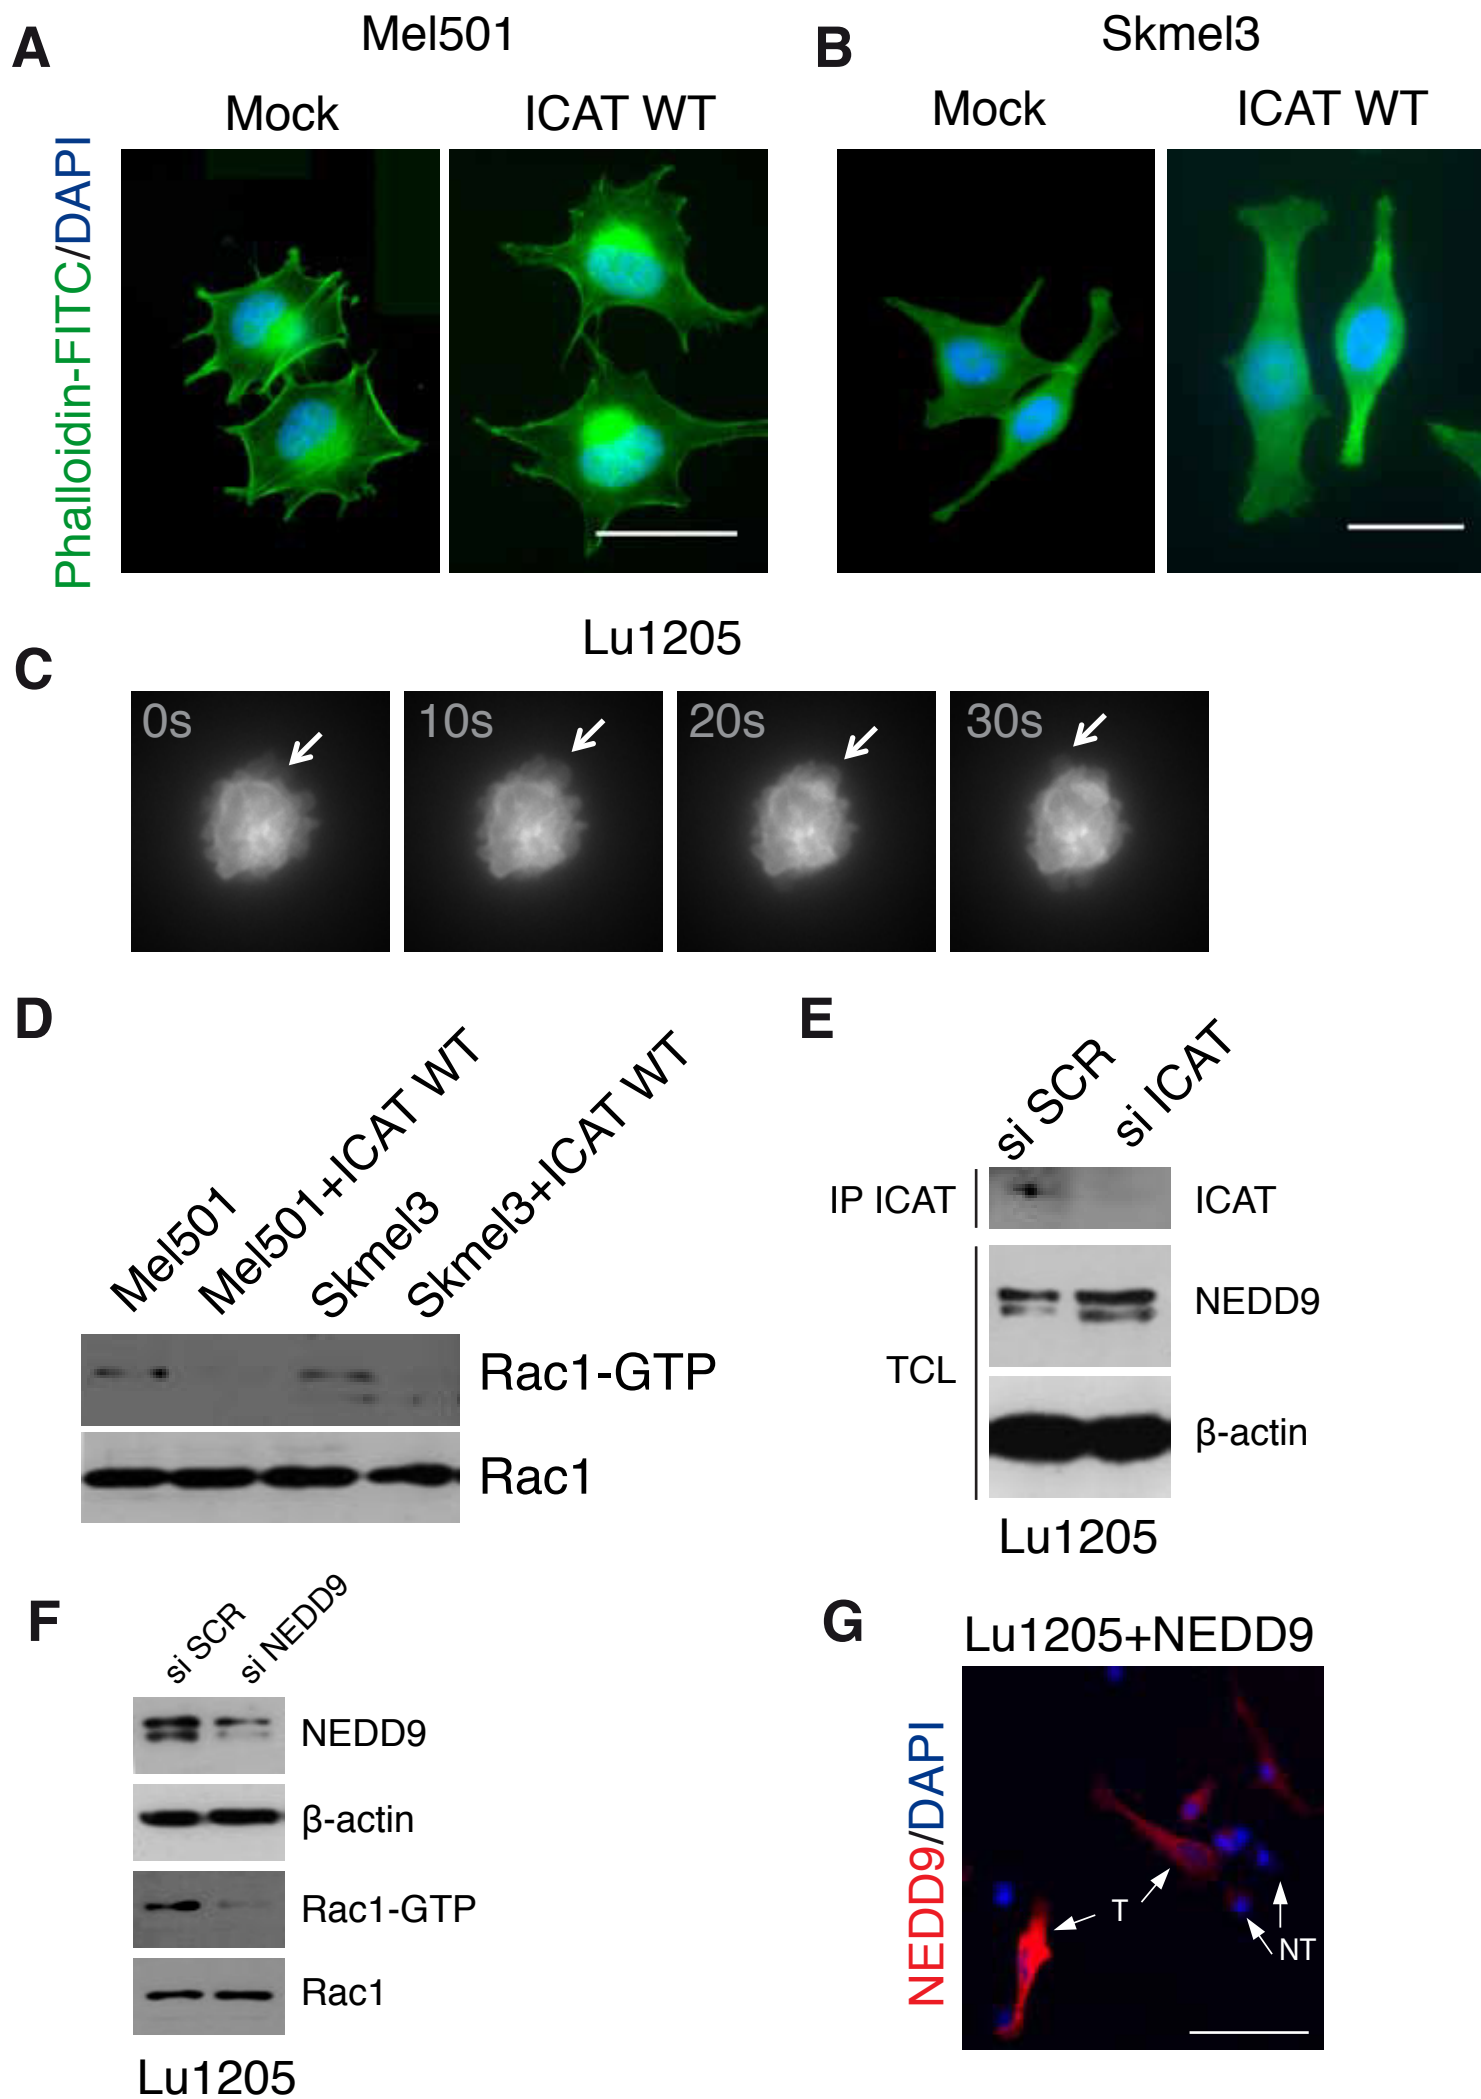 A
Mel501
B
Skmel3
Mock
ICAT WT
Mock
ICAT WT
Phalloidin-FITC/DAPI
C
Lu1205
0s
10s
20s
30s
D
Mel501
Mel501+ICAT WT
Skmel3
Skmel3+ICAT WT
Rac1-GTP
Rac1
E
si SCR
si ICAT
IP ICAT
ICAT
NEDD9
TCL
β-actin
Lu1205
F
si SCR
si NEDD9
NEDD9
β-actin
Rac1-GTP
Rac1
Lu1205
G
Lu1205+NEDD9
NEDD9/DAPI
T
NT